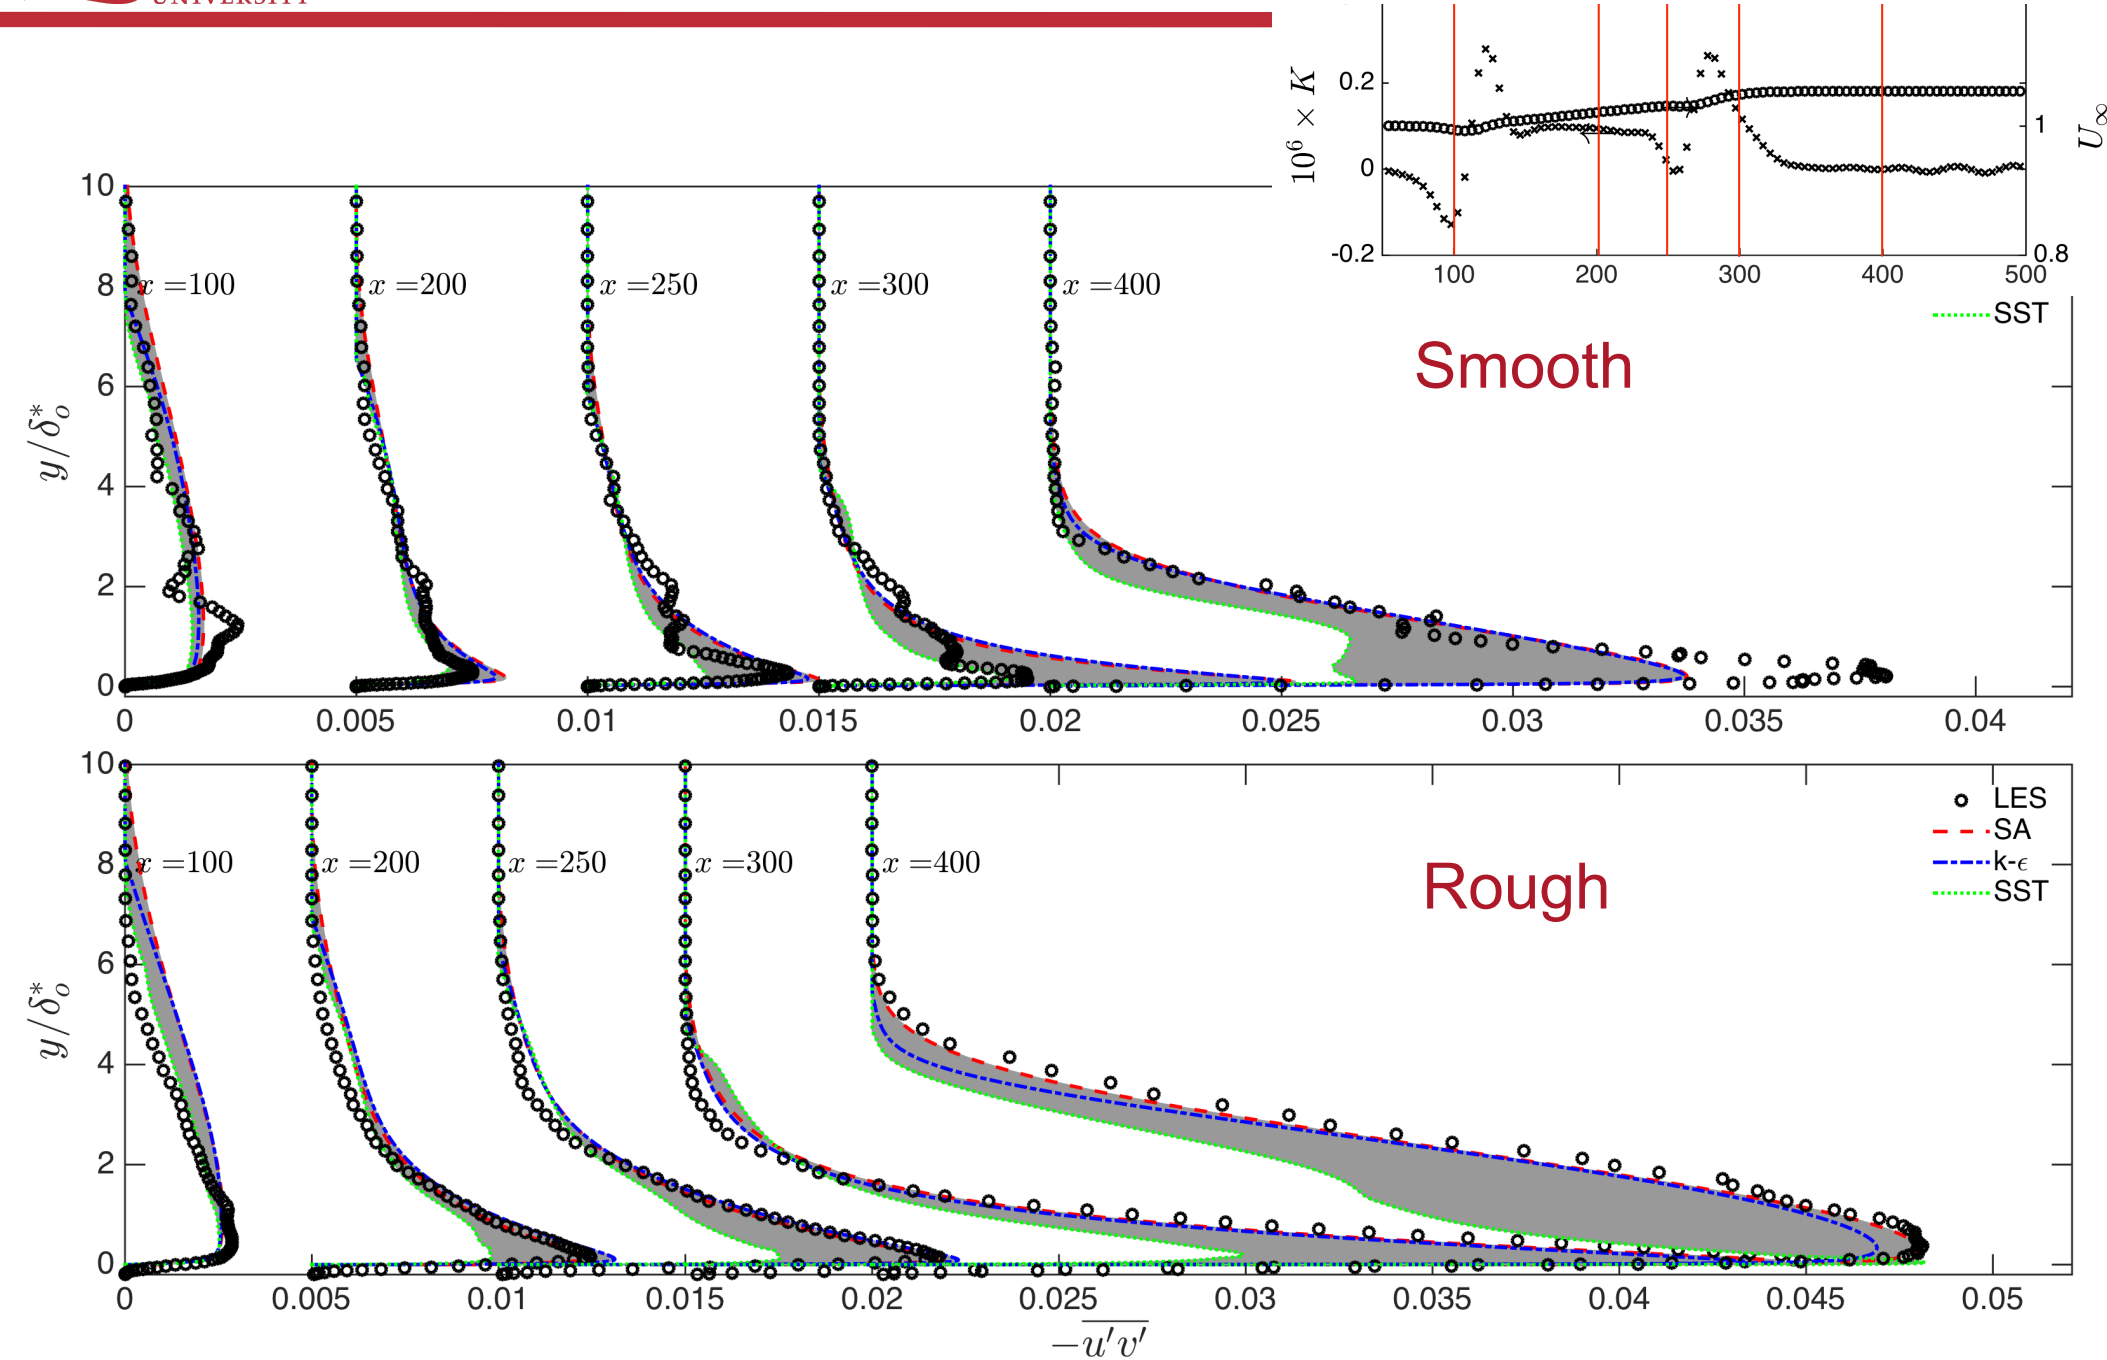 UNIVERSITY
10⁶ × K
0.2
0
-0.2
1
0.8
U∞
100 200 300 400 500
10
8
6
4
2
0
y/δ*ₒ
x =100 x =200 x =250 x =300 x =400
SST
Smooth
0 0.005 0.01 0.015 0.02 0.025 0.03 0.035 0.04
10
8
6
4
2
0
y/δ*ₒ
x =100 x =200 x =250 x =300 x =400
LES
SA
k-ϵ
SST
Rough
0 0.005 0.01 0.015 0.02 0.025 0.03 0.035 0.04 0.045 0.05
−u′v′